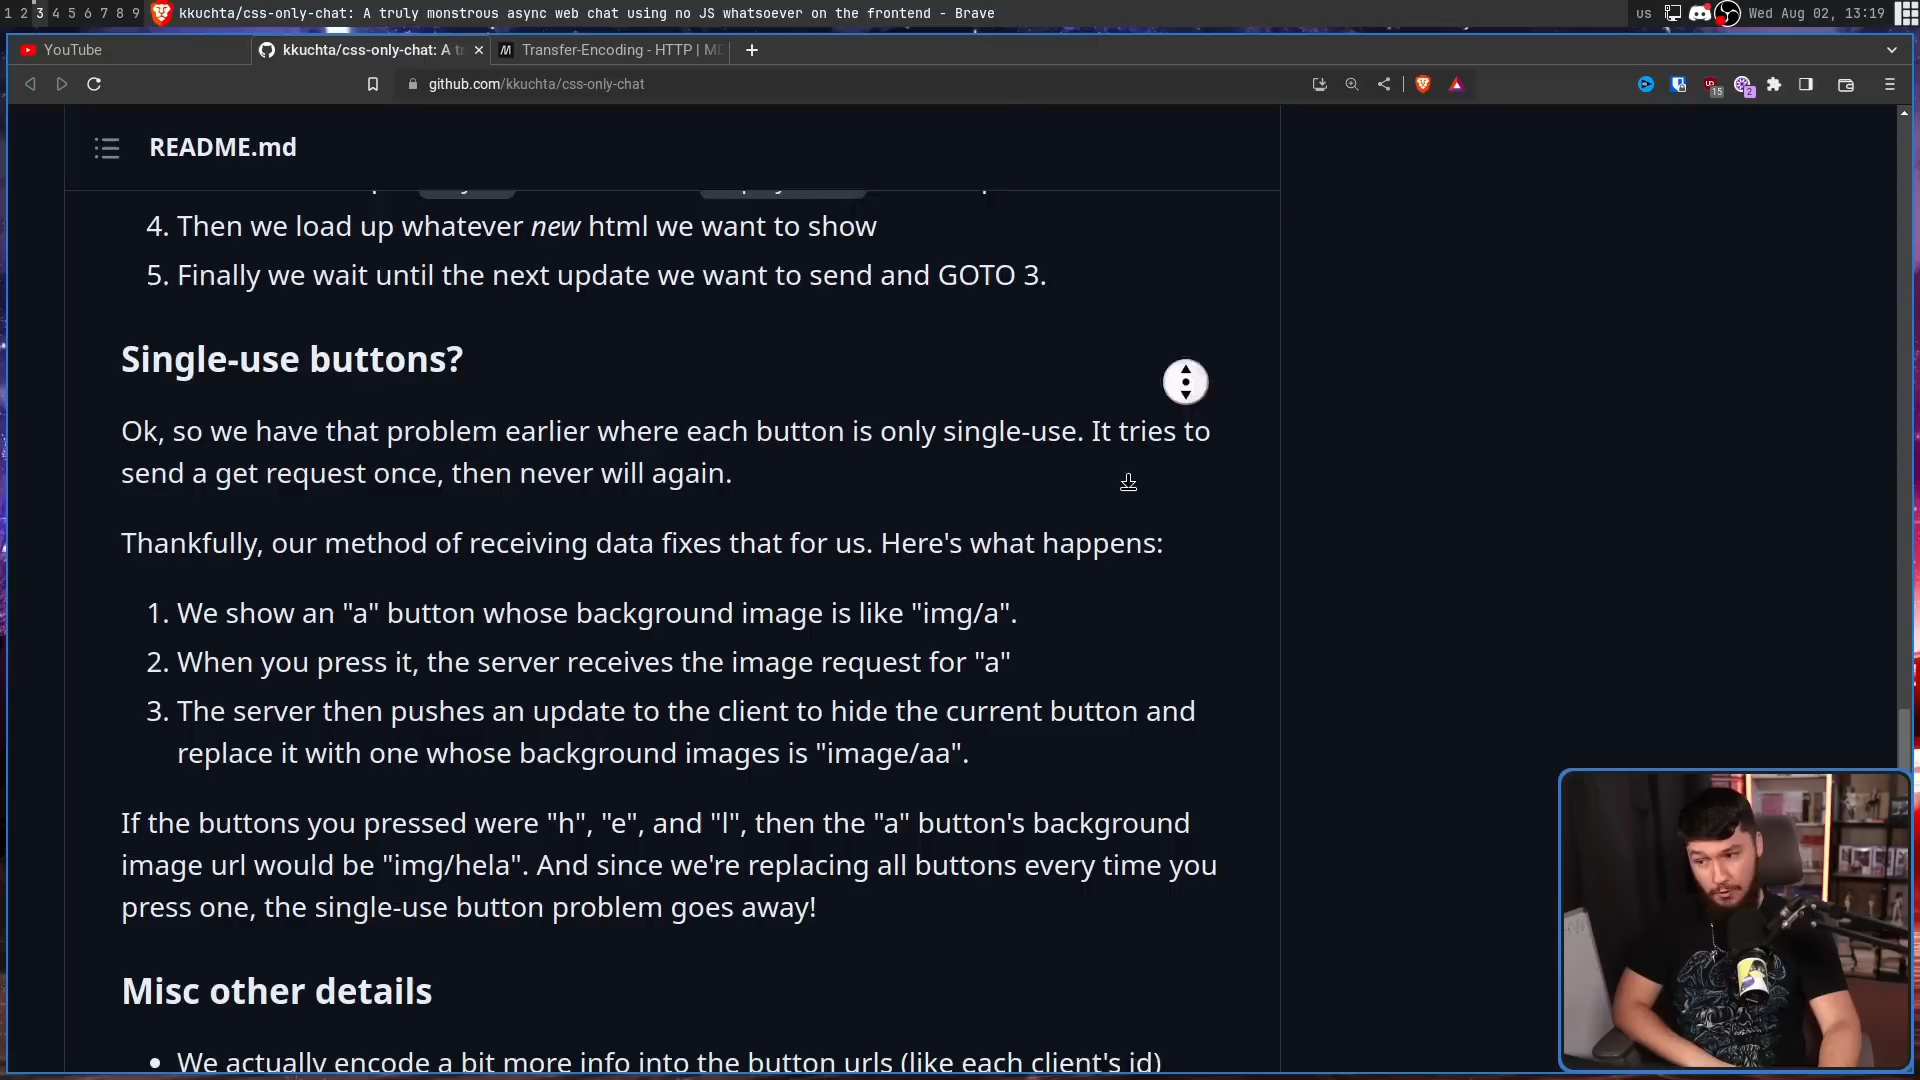 1 2 3 4 5 6 7 8 9 kkuchta/css-only-chat: A truly monstrous async web chat using no JS whatsoever on the frontend - Brave
us Wed Aug 02, 13:19
YouTube
kkuchta/css-only-chat: A t
Transfer-Encoding - HTTP | M
github.com/kkuchta/css-only-chat
15
2
README.md
4. Then we load up whatever new html we want to show
5. Finally we wait until the next update we want to send and GOTO 3.
Single-use buttons?
Ok, so we have that problem earlier where each button is only single-use. It tries to
send a get request once, then never will again.
Thankfully, our method of receiving data fixes that for us. Here's what happens:
1. We show an "a" button whose background image is like "img/a".
2. When you press it, the server receives the image request for "a"
3. The server then pushes an update to the client to hide the current button and
replace it with one whose background images is "image/aa".
If the buttons you pressed were "h", "e", and "l", then the "a" button's background
image url would be "img/hela". And since we're replacing all buttons every time you
press one, the single-use button problem goes away!
Misc other details
• We actually encode a bit more info into the button urls (like each client's id)